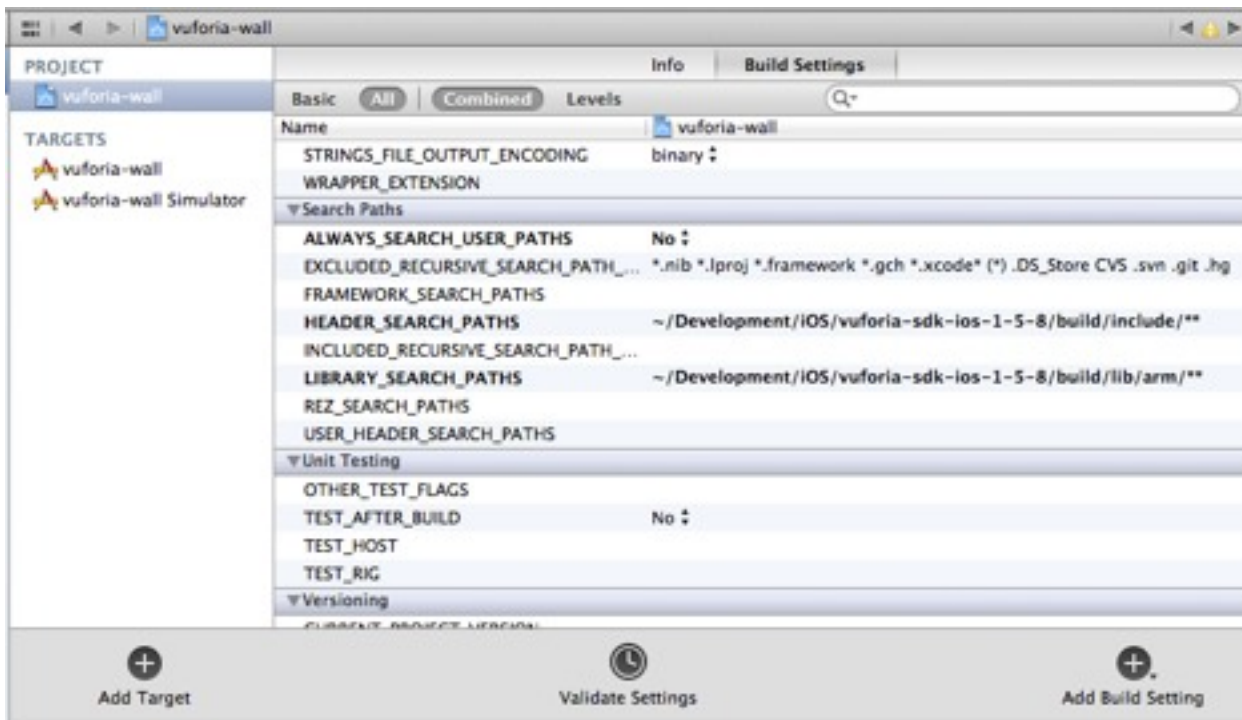 vuforia-wall
PROJECT
vuforia-wall
TARGETS
vuforia-wall
vuforia-wall Simulator
Info Build Settings
Basic All Combined Levels
Name vuforia-wall
STRINGS_FILE_OUTPUT_ENCODING binary
WRAPPER_EXTENSION
Search Paths
ALWAYS_SEARCH_USER_PATHS No
EXCLUDED_RECURSIVE_SEARCH_PATH_... *.nib *.lproj *.framework *.gch *.xcode* (*) .DS_Store CVS .svn .git .hg
FRAMEWORK_SEARCH_PATHS
HEADER_SEARCH_PATHS ~/Development/iOS/vuforia-sdk-ios-1-5-8/build/include/**
INCLUDED_RECURSIVE_SEARCH_PATH_...
LIBRARY_SEARCH_PATHS ~/Development/iOS/vuforia-sdk-ios-1-5-8/build/lib/arm/**
REZ_SEARCH_PATHS
USER_HEADER_SEARCH_PATHS
Unit Testing
OTHER_TEST_FLAGS
TEST_AFTER_BUILD No
TEST_HOST
TEST_RIG
Versioning
CURRENT_PROJECT_VERSION
Add Target Validate Settings Add Build Setting